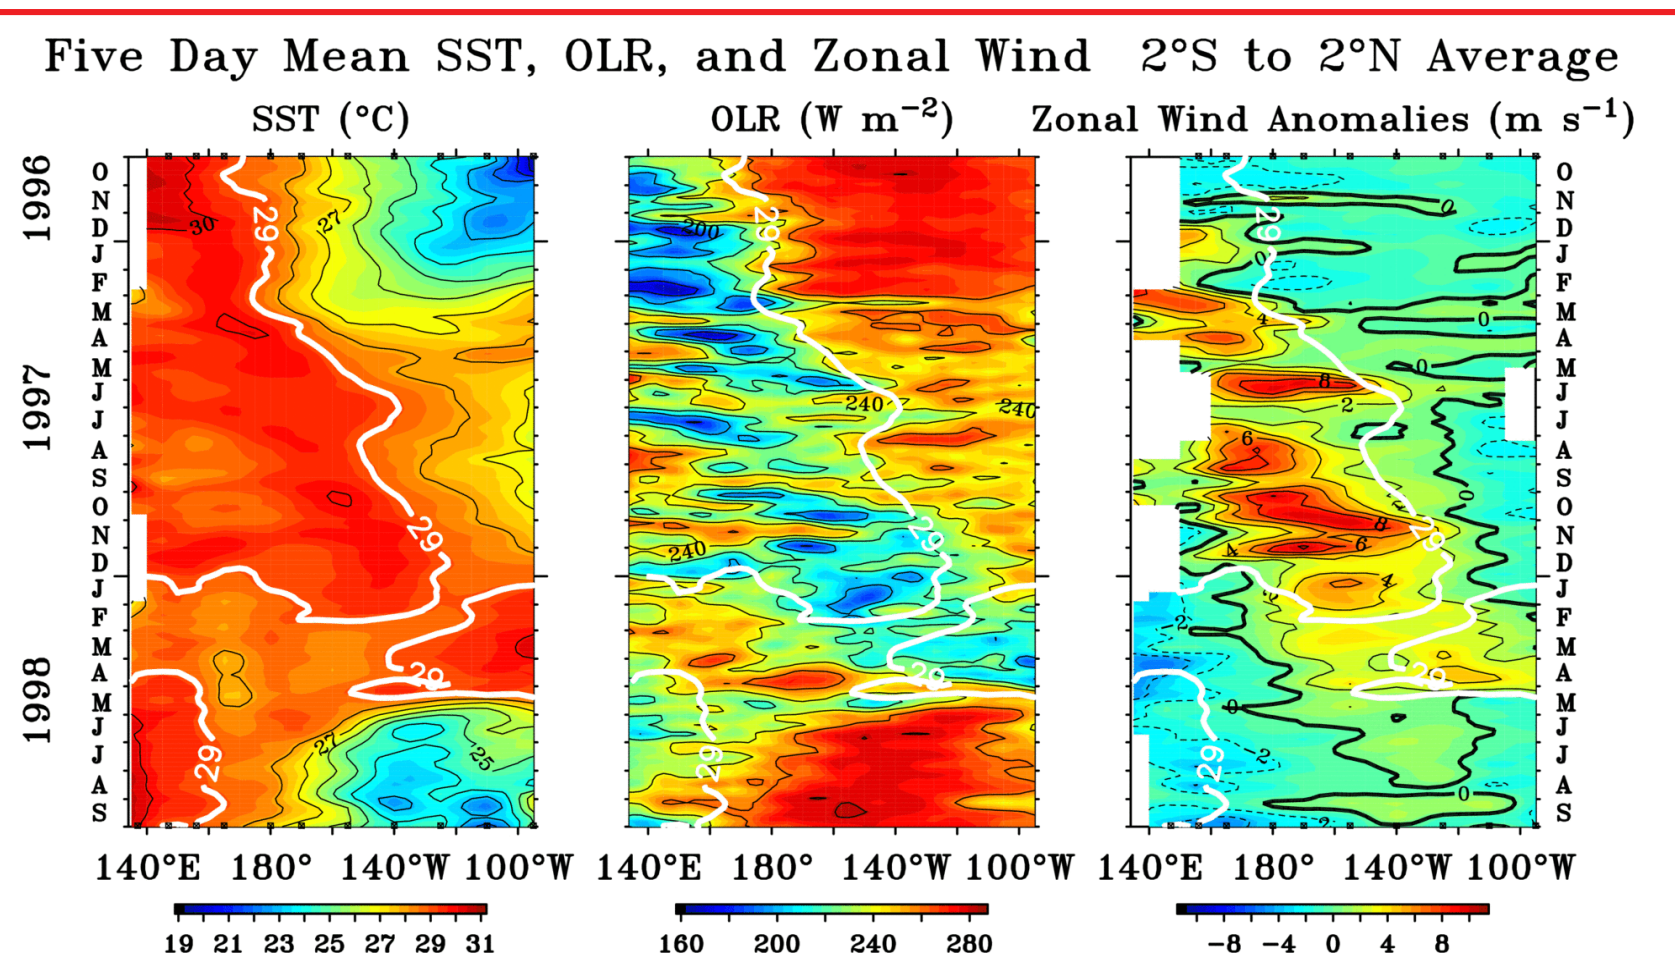 Five Day Mean SST, OLR, and Zonal Wind 2°S to 2°N Average
SST (°C)
OLR (W m−2)
Zonal Wind Anomalies (m s−1)
1996
1997
1998
O
N
D
J
F
M
A
M
J
J
A
S
O
N
D
J
F
M
A
M
J
J
A
S
30
29
27
29
29
27
25
29
200
29
240
240
29
240
29
29
0
29
0
4
0
0
8
2
6
0
2
8
29
4
6
4
2
-2
29
0
-2
29
0
2
O
N
D
J
F
M
A
M
J
J
A
S
O
N
D
J
F
M
A
M
J
J
A
S
140°E 180° 140°W 100°W
140°E 180° 140°W 100°W
140°E 180° 140°W 100°W
19 21 23 25 27 29 31
160 200 240 280
−8 −4 0 4 8